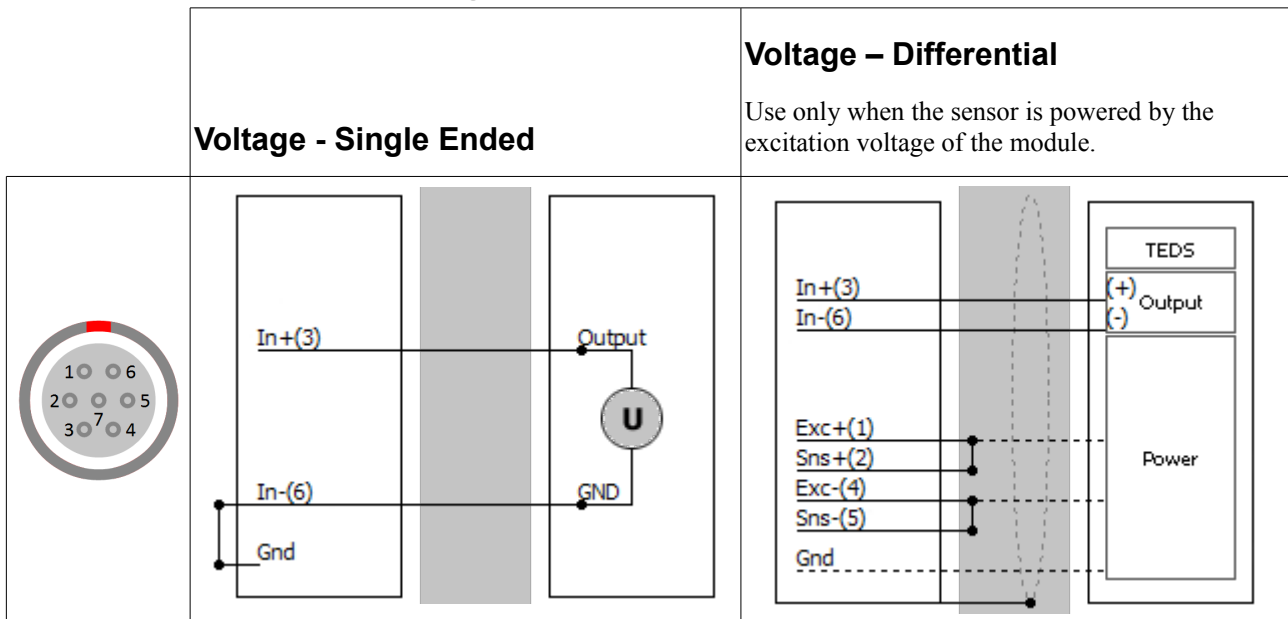 Voltage - Single Ended
Voltage – Differential
Use only when the sensor is powered by the
excitation voltage of the module.
1 6
2 5
7
3 4
In+(3)
Output
U
In-(6)
GND
Gnd
TEDS
In+(3)
(+)
Output
In-(6)
(-)
Exc+(1)
Sns+(2)
Power
Exc-(4)
Sns-(5)
Gnd